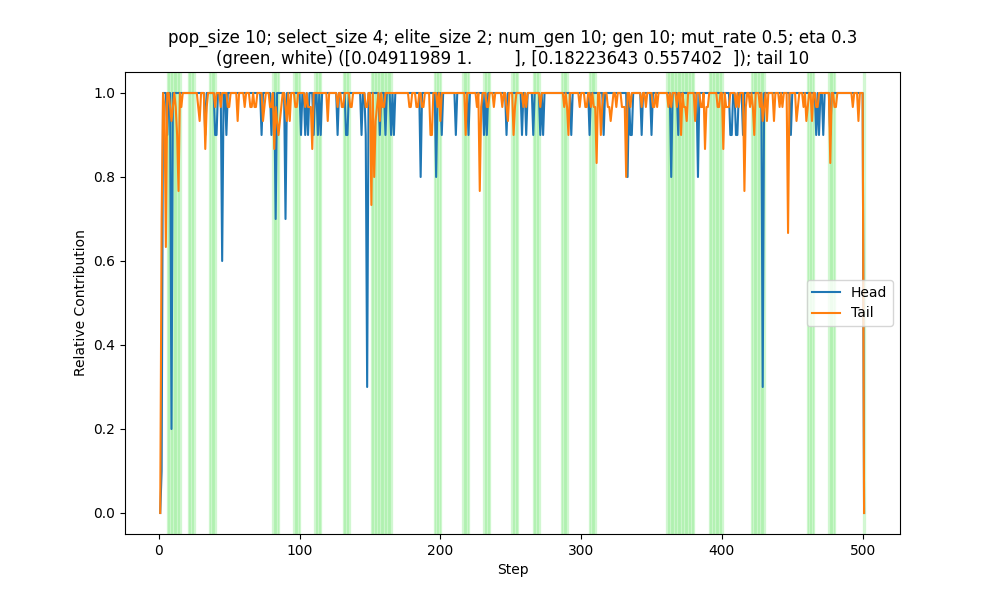 pop_size 10; select_size 4; elite_size 2; num_gen 10; gen 10; mut_rate 0.5; eta 0.3
(green, white) ([0.04911989 1.        ], [0.18223643 0.557402  ]); tail 10
1.0
0.8
0.6
0.4
0.2
0.0
Relative Contribution
Head
Tail
0
100
200
300
400
500
Step